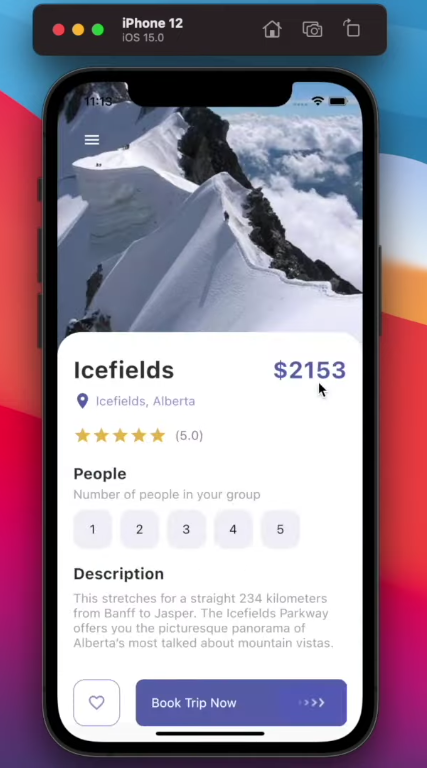 iPhone 12
iOS 15.0
11:13
Icefields
$2153
Icefields, Alberta
(5.0)
People
Number of people in your group
1 2 3 4 5
Description
This stretches for a straight 234 kilometers
from Banff to Jasper. The Icefields Parkway
offers you the picturesque panorama of
Alberta's most talked about mountain vistas.
Book Trip Now